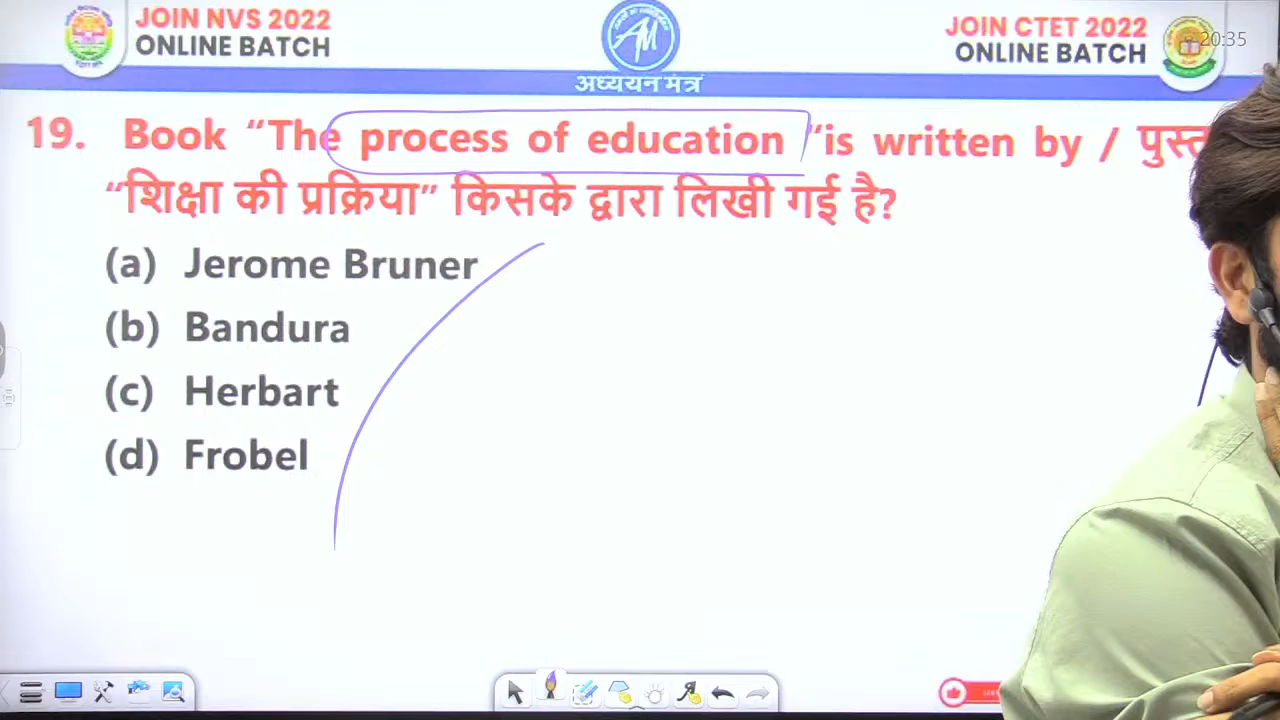 JOIN NVS 2022
ONLINE BATCH
AM
अध्ययन मंत्र
JOIN CTET 2022
ONLINE BATCH
20:35
19. Book “The process of education “is written by /
“शिक्षा की प्रक्रिया” किसके द्वारा लिखी गई है?
(a) Jerome Bruner
(b) Bandura
(c) Herbart
(d) Frobel